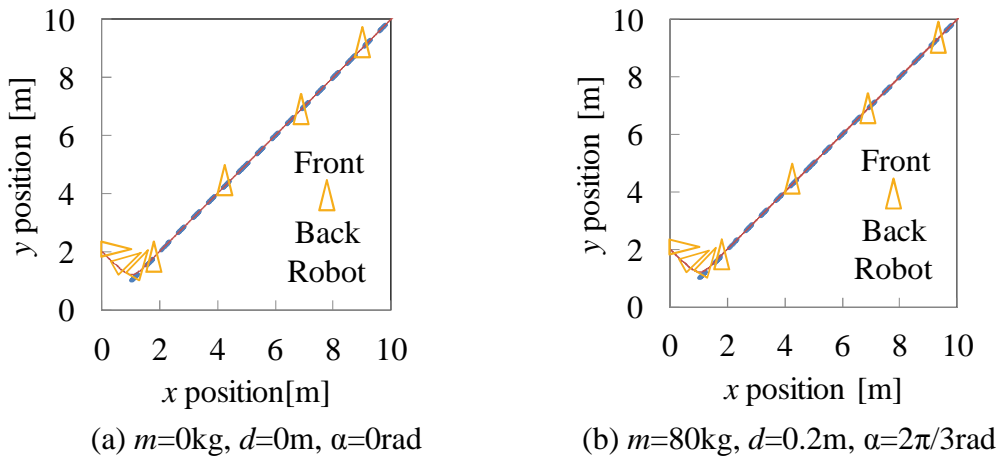 10
8
6
4
2
0
y position [m]
Front
Back
Robot
0 2 4 6 8 10
x position[m]
(a) m=0kg, d=0m, α=0rad
10
8
6
4
2
0
y position [m]
Front
Back
Robot
0 2 4 6 8 10
x position [m]
(b) m=80kg, d=0.2m, α=2π/3rad